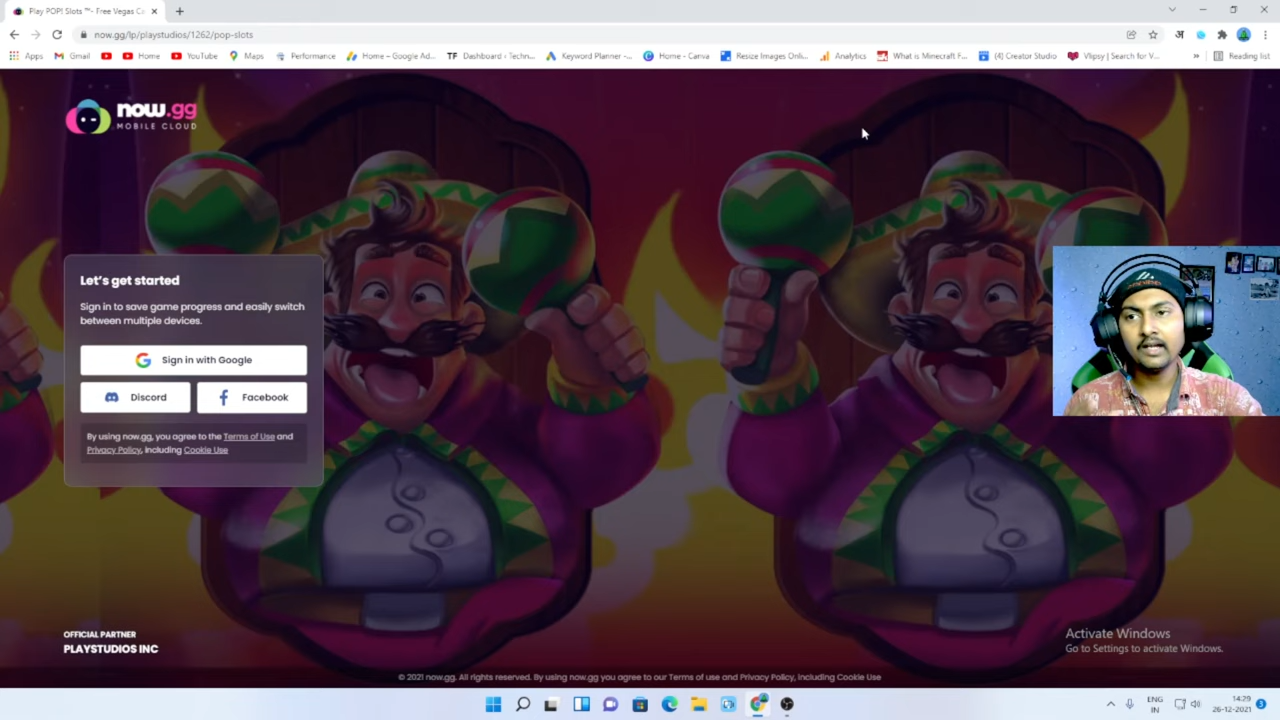 Play POP! Slots ™- Free Vegas C
now.gg/lp/playstudios/1262/pop-slots
Apps Gmail Home YouTube Maps Performance Home – Google Ad... TF Dashboard ‹ Techn... Keyword Planner -... Home - Canva Resize Images Onli... Analytics What is Minecraft F... (4) Creator Studio Vlipsy | Search for V... » Reading list
now.gg
MOBILE CLOUD
Let's get started
Sign in to save game progress and easily switch
between multiple devices.
Sign in with Google
Discord Facebook
By using now.gg, you agree to the Terms of Use and
Privacy Policy, including Cookie Use
OFFICIAL PARTNER
PLAYSTUDIOS INC
Activate Windows
Go to Settings to activate Windows.
© 2021 now.gg. All rights reserved. By using now.gg you agree to our Terms of use and Privacy Policy, including Cookie Use
ENG
IN
14:29
26-12-2021
3